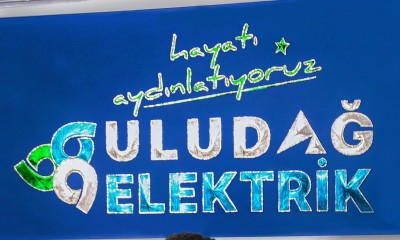 hayatı
aydınlatıyoruz
ULUDAĞ
ELEKTRİK